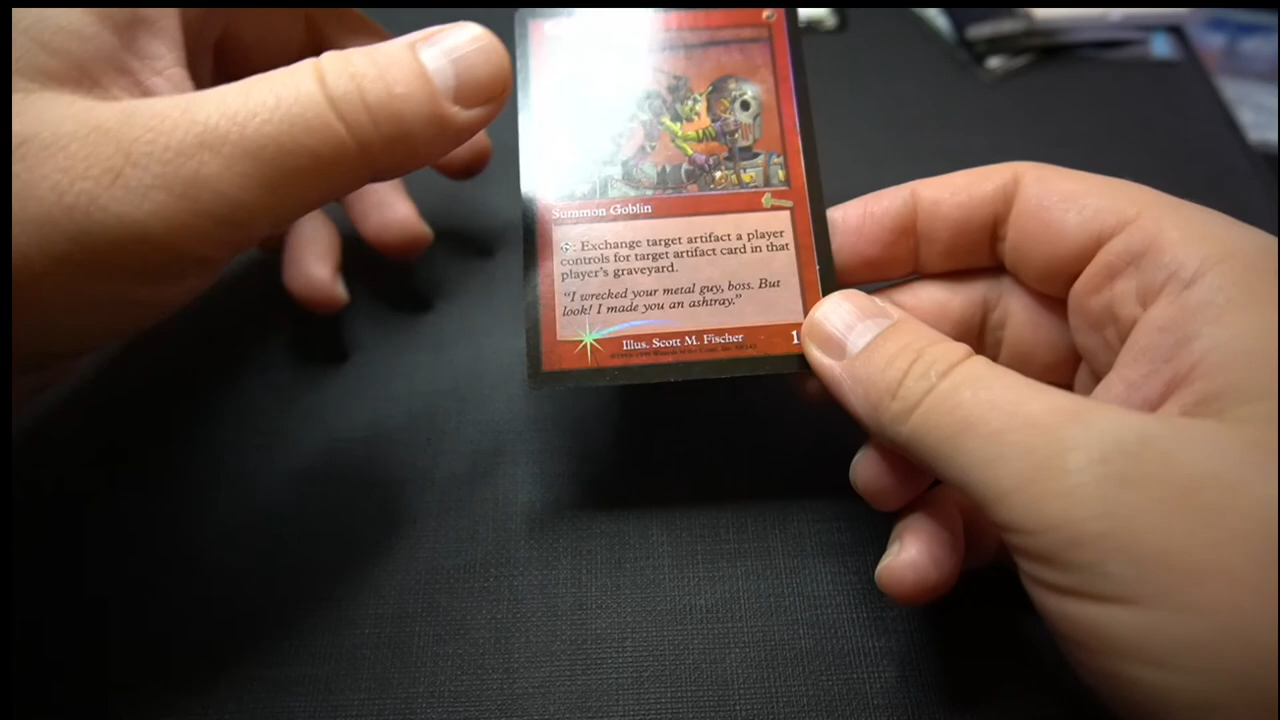 Summon Goblin
: Exchange target artifact a player
controls for target artifact card in that
player's graveyard.
"I wrecked your metal guy, boss. But
look! I made you an ashtray."
Illus. Scott M. Fischer
1